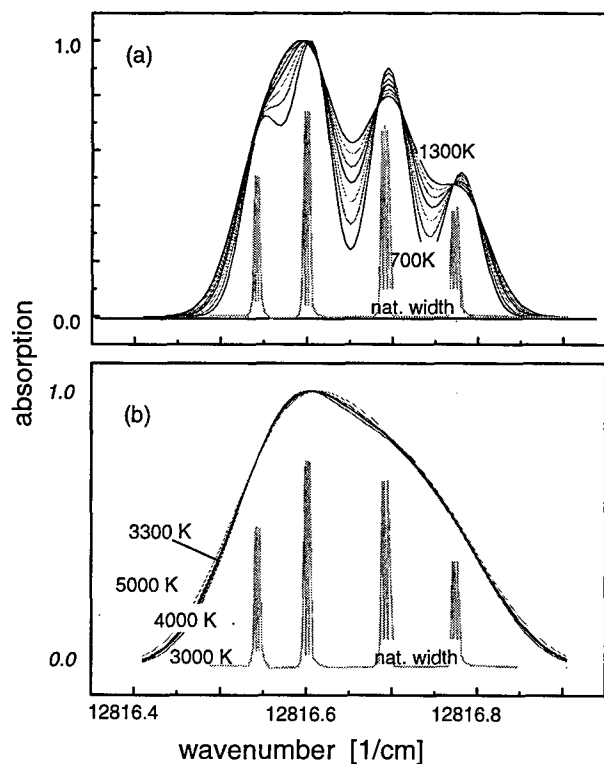 1.0
(a)
1300K
700K
nat. width
0.0
absorption
1.0
(b)
3300 K
5000 K
4000 K
3000 K
nat. width
0.0
12816.4
12816.6
12816.8
wavenumber [1/cm]